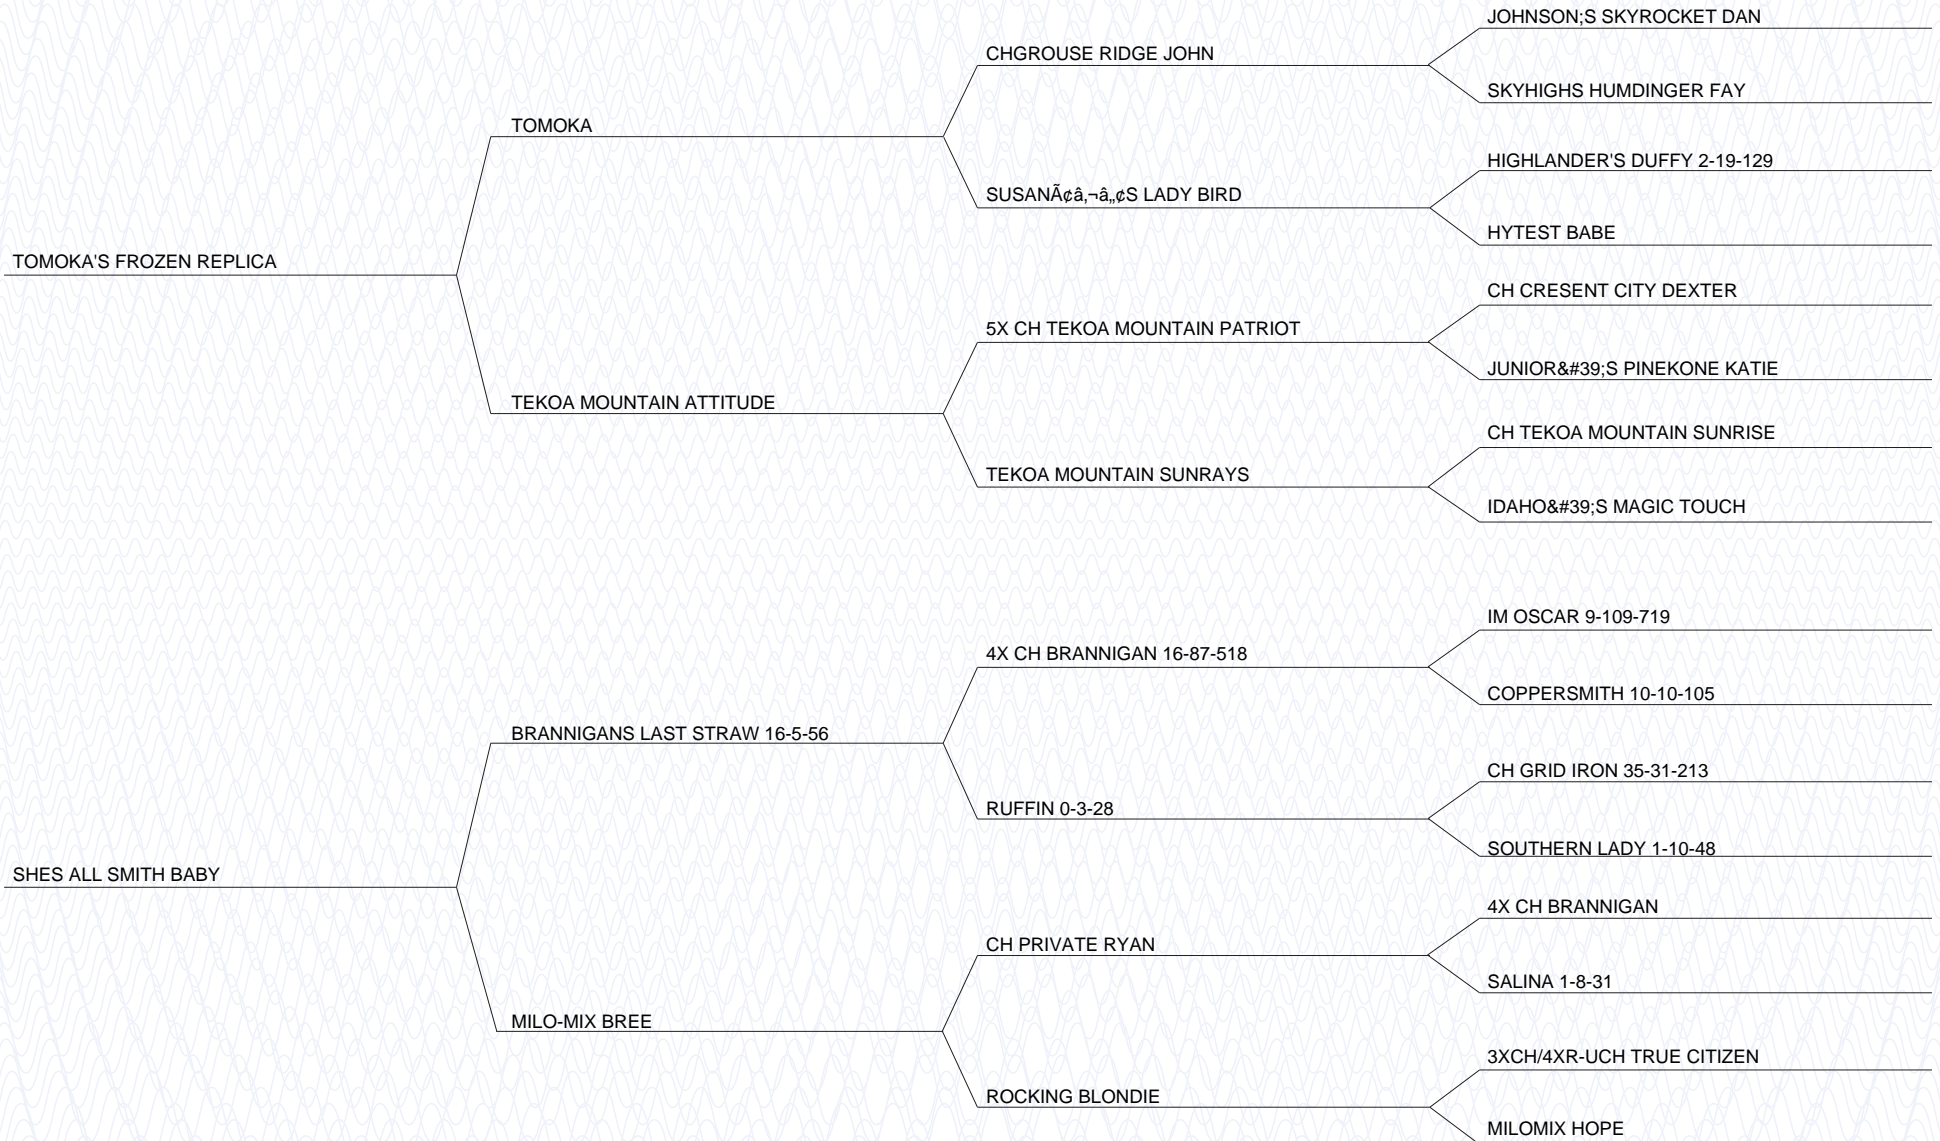 JOHNSON;S SKYROCKET DAN
CHGROUSE RIDGE JOHN
SKYHIGHS HUMDINGER FAY
TOMOKA
HIGHLANDER'S DUFFY 2-19-129
SUSANÃ¢â‚¬â„¢S LADY BIRD
HYTEST BABE
TOMOKA'S FROZEN REPLICA
CH CRESENT CITY DEXTER
5X CH TEKOA MOUNTAIN PATRIOT
JUNIOR&#39;S PINEKONE KATIE
TEKOA MOUNTAIN ATTITUDE
CH TEKOA MOUNTAIN SUNRISE
TEKOA MOUNTAIN SUNRAYS
IDAHO&#39;S MAGIC TOUCH
IM OSCAR 9-109-719
4X CH BRANNIGAN 16-87-518
COPPERSMITH 10-10-105
BRANNIGANS LAST STRAW 16-5-56
CH GRID IRON 35-31-213
RUFFIN 0-3-28
SOUTHERN LADY 1-10-48
SHES ALL SMITH BABY
4X CH BRANNIGAN
CH PRIVATE RYAN
SALINA 1-8-31
MILO-MIX BREE
3XCH/4XR-UCH TRUE CITIZEN
ROCKING BLONDIE
MILOMIX HOPE